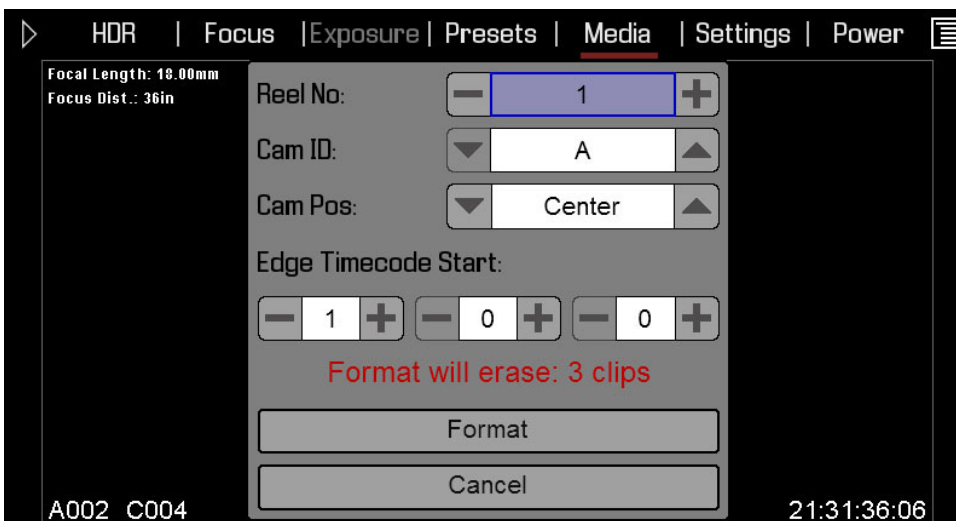 HDR | Focus | Exposure | Presets | Media | Settings | Power
Focal Length: 18.00mm
Focus Dist.: 36in
Reel No: 1
Cam ID: A
Cam Pos: Center
Edge Timecode Start:
1 0 0
Format will erase: 3 clips
Format
Cancel
A002 C004 21:31:36:06